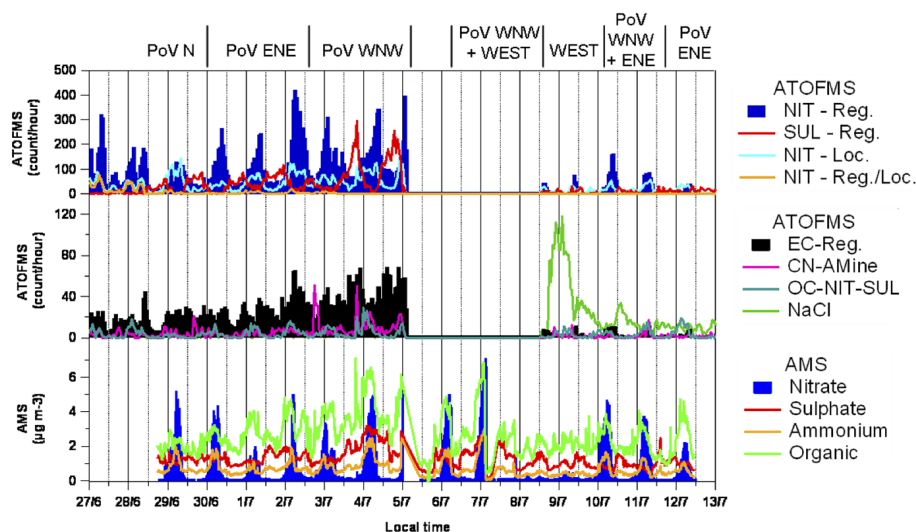 PoV N
PoV ENE
PoV WNW
PoV WNW
+ WEST
WEST
PoV
WNW
+ ENE
PoV
ENE
ATOFMS
(count/hour)
500
400
300
200
100
0
ATOFMS
NIT - Reg.
SUL - Reg.
NIT - Loc.
NIT - Reg./Loc.
ATOFMS
(count/hour)
120
80
40
0
ATOFMS
EC-Reg.
CN-AMine
OC-NIT-SUL
NaCl
AMS
(µg m-3)
6
4
2
0
AMS
Nitrate
Sulphate
Ammonium
Organic
27/6 28/6 29/6 30/6 1/7 2/7 3/7 4/7 5/7 6/7 7/7 8/7 9/7 10/7 11/7 12/7 13/7
Local time